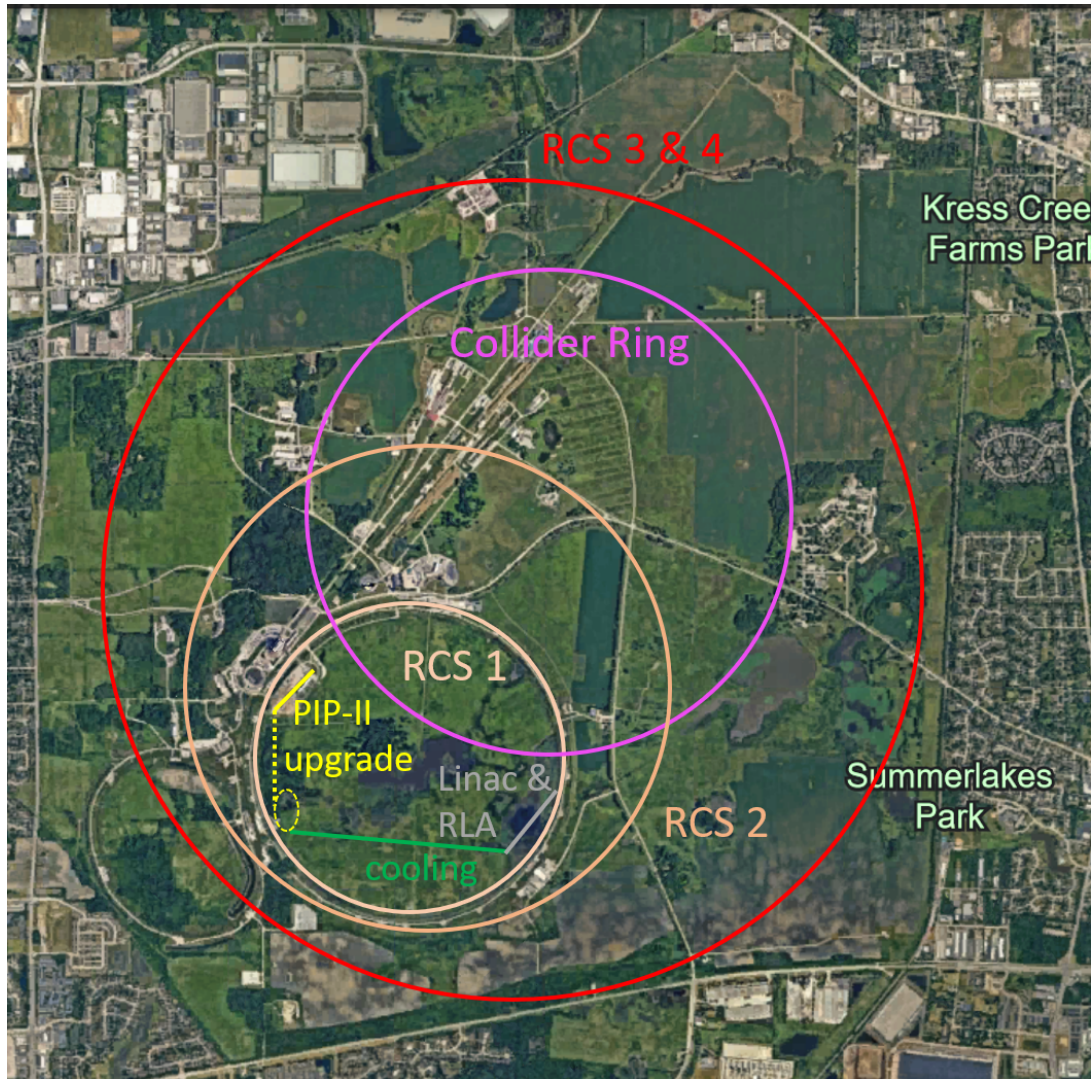 RCS 3 & 4
Kress Cree
Farms Park
Collider Ring
RCS 1
PIP-II
upgrade
Linac &
RLA
cooling
RCS 2
Summerlakes
Park